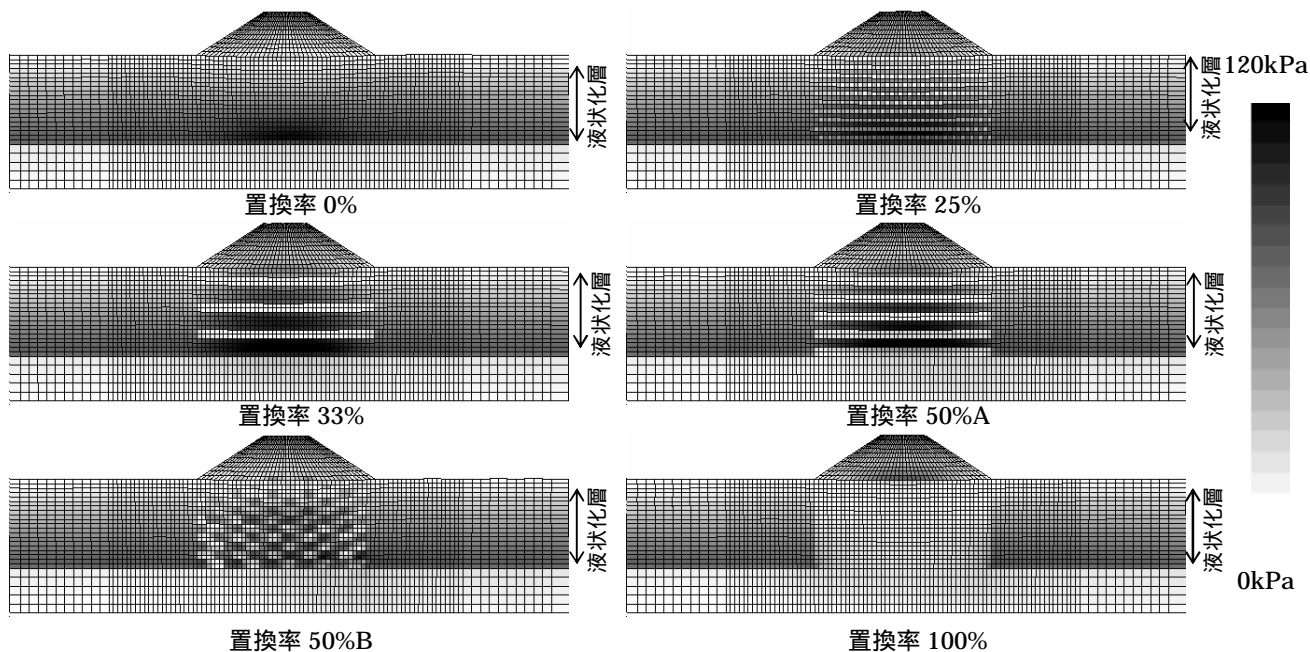 液状化層
液状化層
120kPa
置換率 0%
置換率 25%
液状化層
液状化層
置換率 33%
置換率 50%A
液状化層
液状化層
0kPa
置換率 50%B
置換率 100%